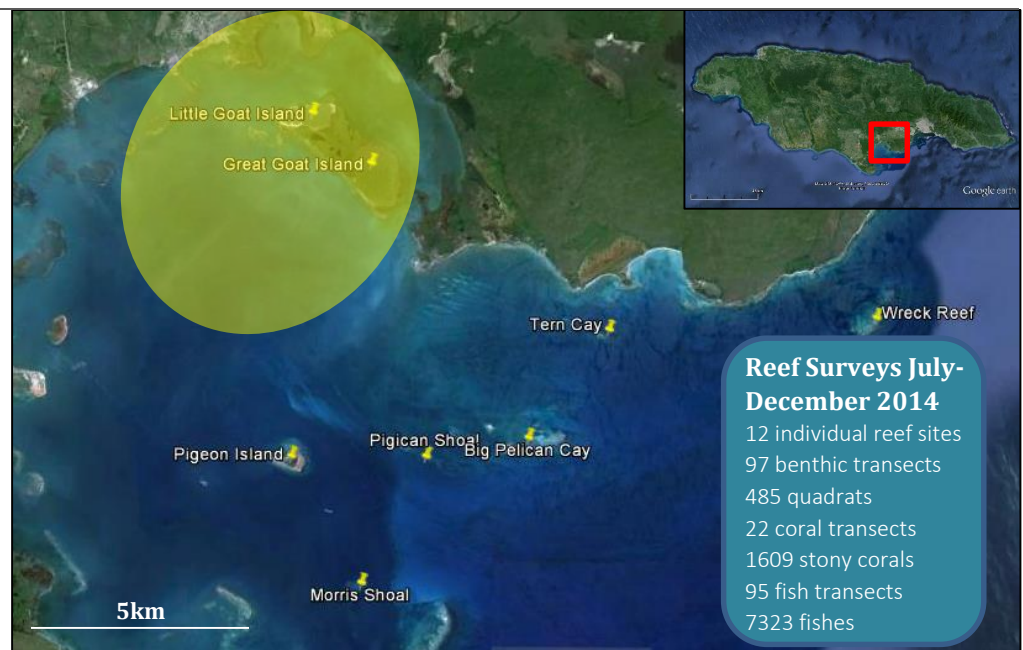 Little Goat Island
Great Goat Island
Google earth
Tern Cay
Wreck Reef
Pigeon Island
Pigican Shoal
Big Pelican Cay
Morris Shoal
5km
Reef Surveys July-
December 2014
12 individual reef sites
97 benthic transects
485 quadrats
22 coral transects
1609 stony corals
95 fish transects
7323 fishes